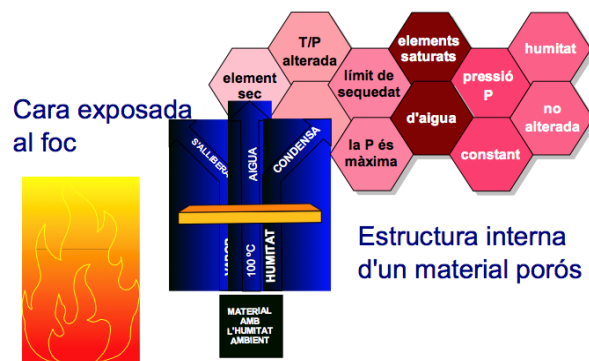 T/P
alterada
elements
saturats
humitat
element
sec
límit de
sequedat
pressió
P
Cara exposada
al foc
d'aigua
no
alterada
la P és
màxima
constant
S'ALLIBERA
AIGUA
CONDENSA
VAPOR
100 ºC
HUMITAT
Estructura interna
d'un material porós
MATERIAL
AMB
L'HUMITAT
AMBIENT